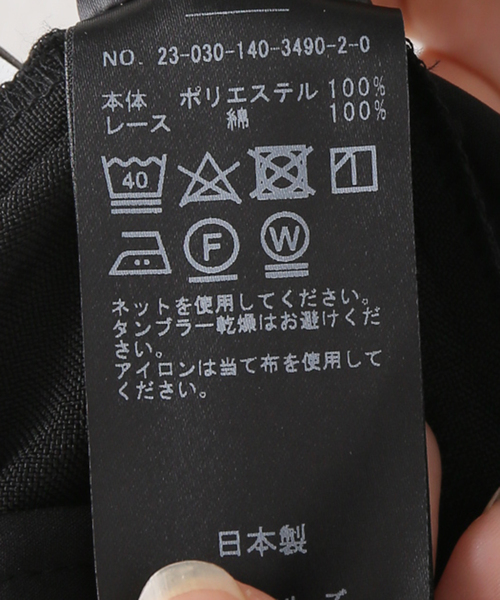 NO. 23-030-140-3490-2-0
本体 ポリエステル 100%
レース 綿 100%
40
F W
ネットを使用してください。
タンブラー乾燥はお避けくだ
さい。
アイロンは当て布を使用して
ください。
日本製